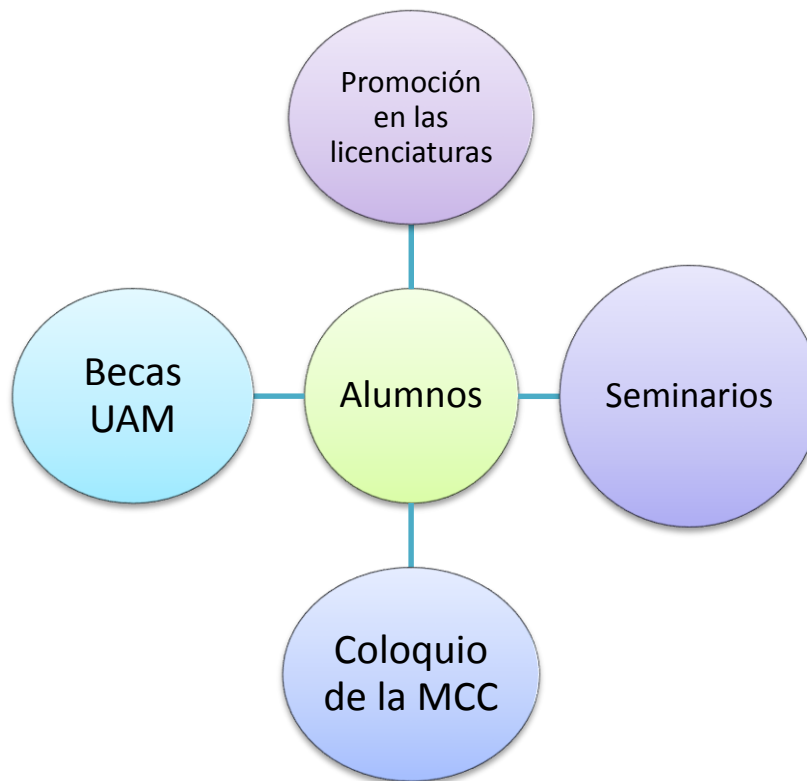 Promoción
en las
licenciaturas
Becas
UAM
Alumnos
Seminarios
Coloquio
de la MCC